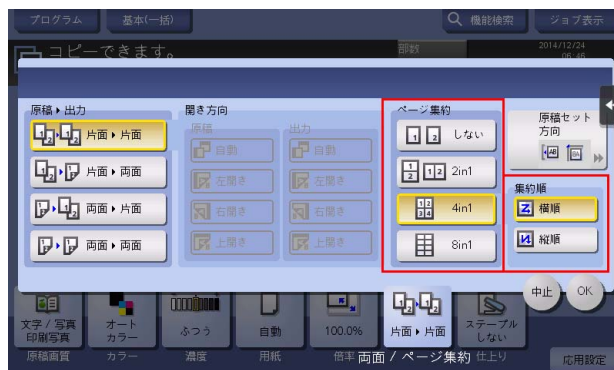 プログラム
基本(一括)
機能検索
ジョブ表示
コピーできます。
部数
2014/12/24
06:46
原稿▶出力
片面▶片面
片面▶両面
両面▶片面
両面▶両面
開き方向
原稿
自動
左開き
右開き
上開き
出力
自動
左開き
右開き
上開き
ページ集約
しない
2in1
4in1
8in1
原稿セット
方向
集約順
横順
縦順
中止
OK
文字/写真
印刷写真
原稿画質
オート
カラー
カラー
ふつう
濃度
自動
用紙
100.0%
倍率
片面▶片面
両面 / ページ集約
ステープル
しない
仕上り
応用設定